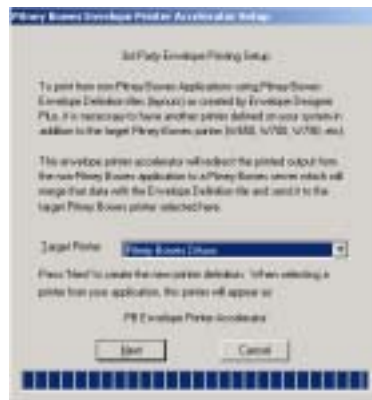 Pitney Bowes Envelope Printer Accelerator Setup
3rd Party Envelope Printing Setup
To print from non Pitney Bowes Applications using Pitney Bowes
Envelope Definition files (layouts) as created by Envelope Designer
Plus, it is necessary to have another printer defined on your system in
addition to the target Pitney Bowes printer (W650, W700, W790, etc).
This envelope printer accelerator will redirect the printed output from
the non-Pitney Bowes application to a Pitney Bowes server which will
merge that data with the Envelope Definition file and send it to the
target Pitney Bowes printer selected here.
Target Printer
Pitney Bowes
Press 'Next' to create the new printer definition. When selecting a
printer from your application, this printer will appear as
PB Envelope Printer Accelerator
Next
Cancel